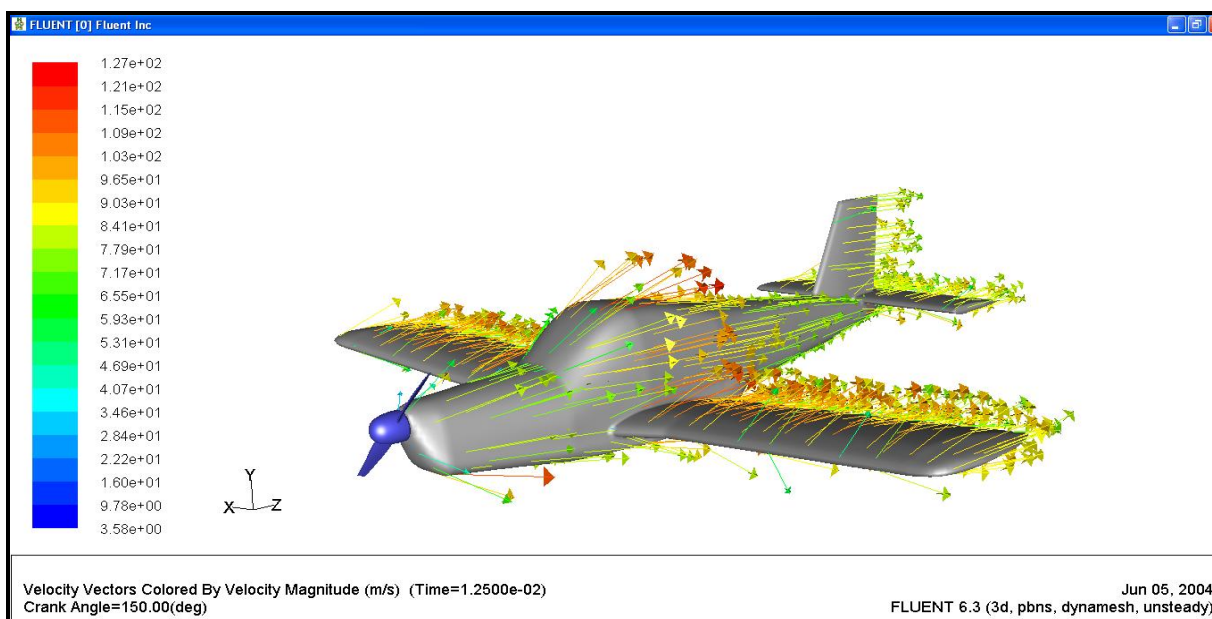 FLUENT [0] Fluent Inc
1.27e+02
1.21e+02
1.15e+02
1.09e+02
1.03e+02
9.65e+01
9.03e+01
8.41e+01
7.79e+01
7.17e+01
6.55e+01
5.93e+01
5.31e+01
4.69e+01
4.07e+01
3.46e+01
2.84e+01
2.22e+01
1.60e+01
9.78e+00
3.58e+00
Y
X Z
Velocity Vectors Colored By Velocity Magnitude (m/s) (Time=1.2500e-02)
Crank Angle=150.00(deg)
Jun 05, 2004
FLUENT 6.3 (3d, pbns, dynamesh, unsteady)